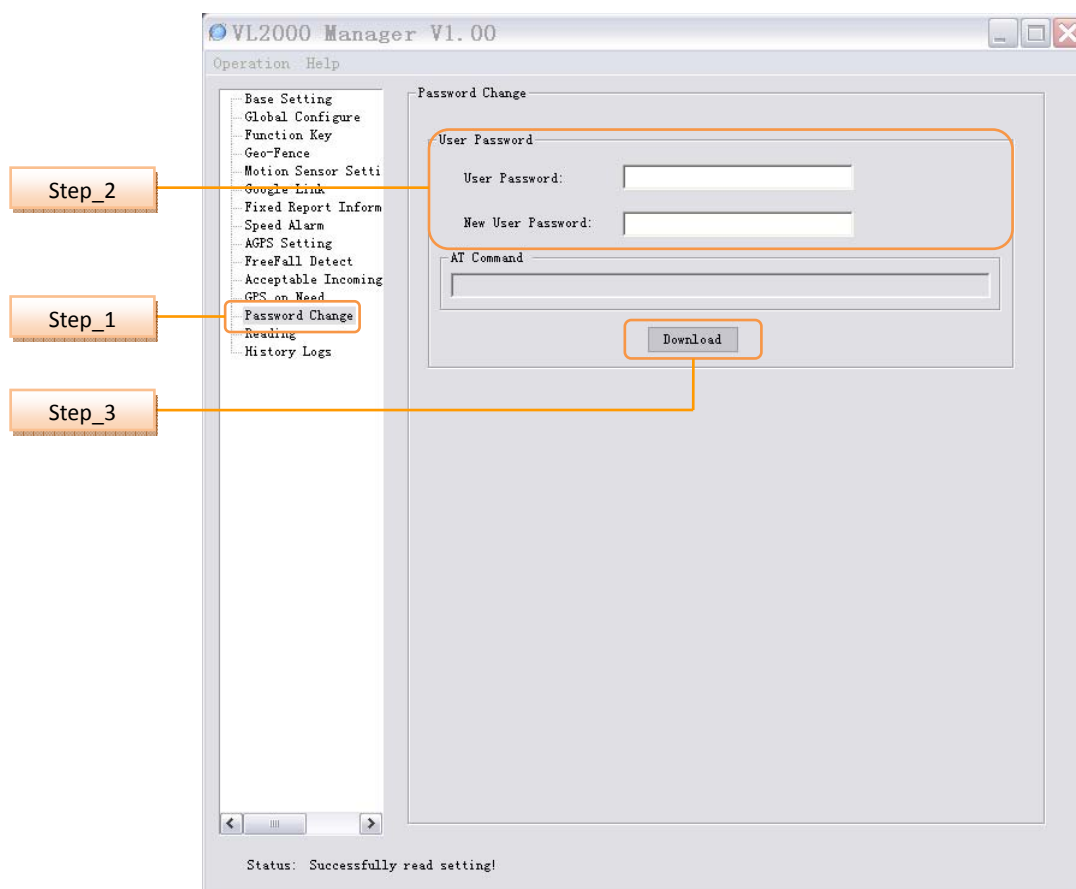 VL2000 Manager V1.00
Operation Help
Base Setting
Global Configure
Function Key
Geo-Fence
Motion Sensor Setti
Google Link
Fixed Report Inform
Speed Alarm
AGPS Setting
FreeFall Detect
Acceptable Incoming
GPS on Need
Password Change
Reading
History Logs
Password Change
User Password
User Password:
New User Password:
AT Command
Download
Step_2
Step_1
Step_3
Status: Successfully read setting!